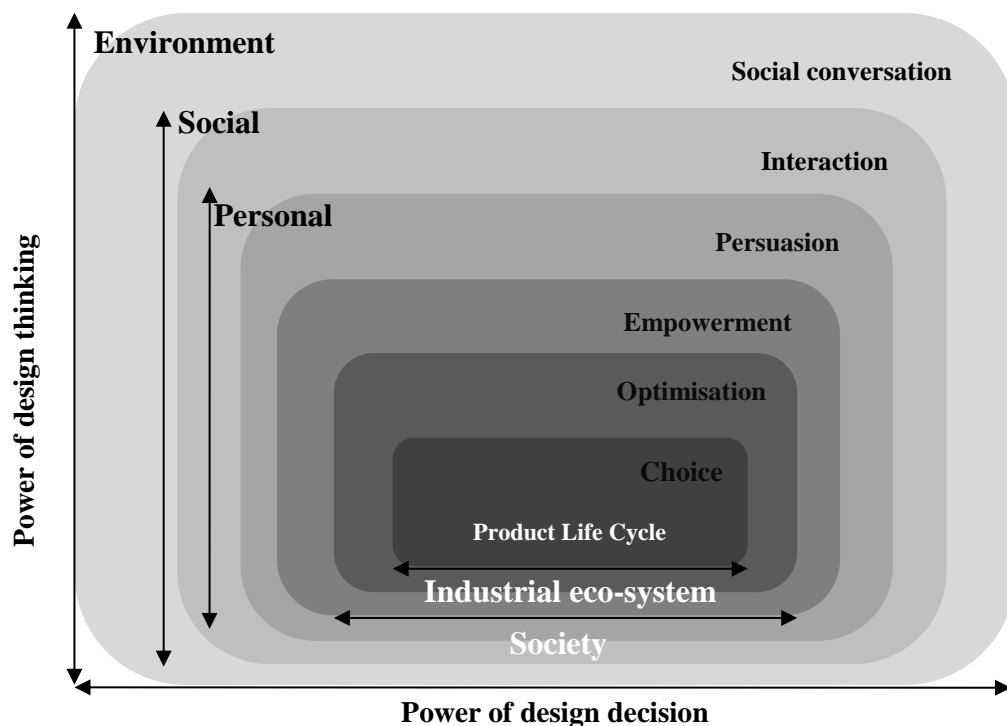 Environment
Social conversation
Social
Interaction
Personal
Persuasion
Empowerment
Optimisation
Choice
Product Life Cycle
Industrial eco-system
Society
Power of design thinking
Power of design decision